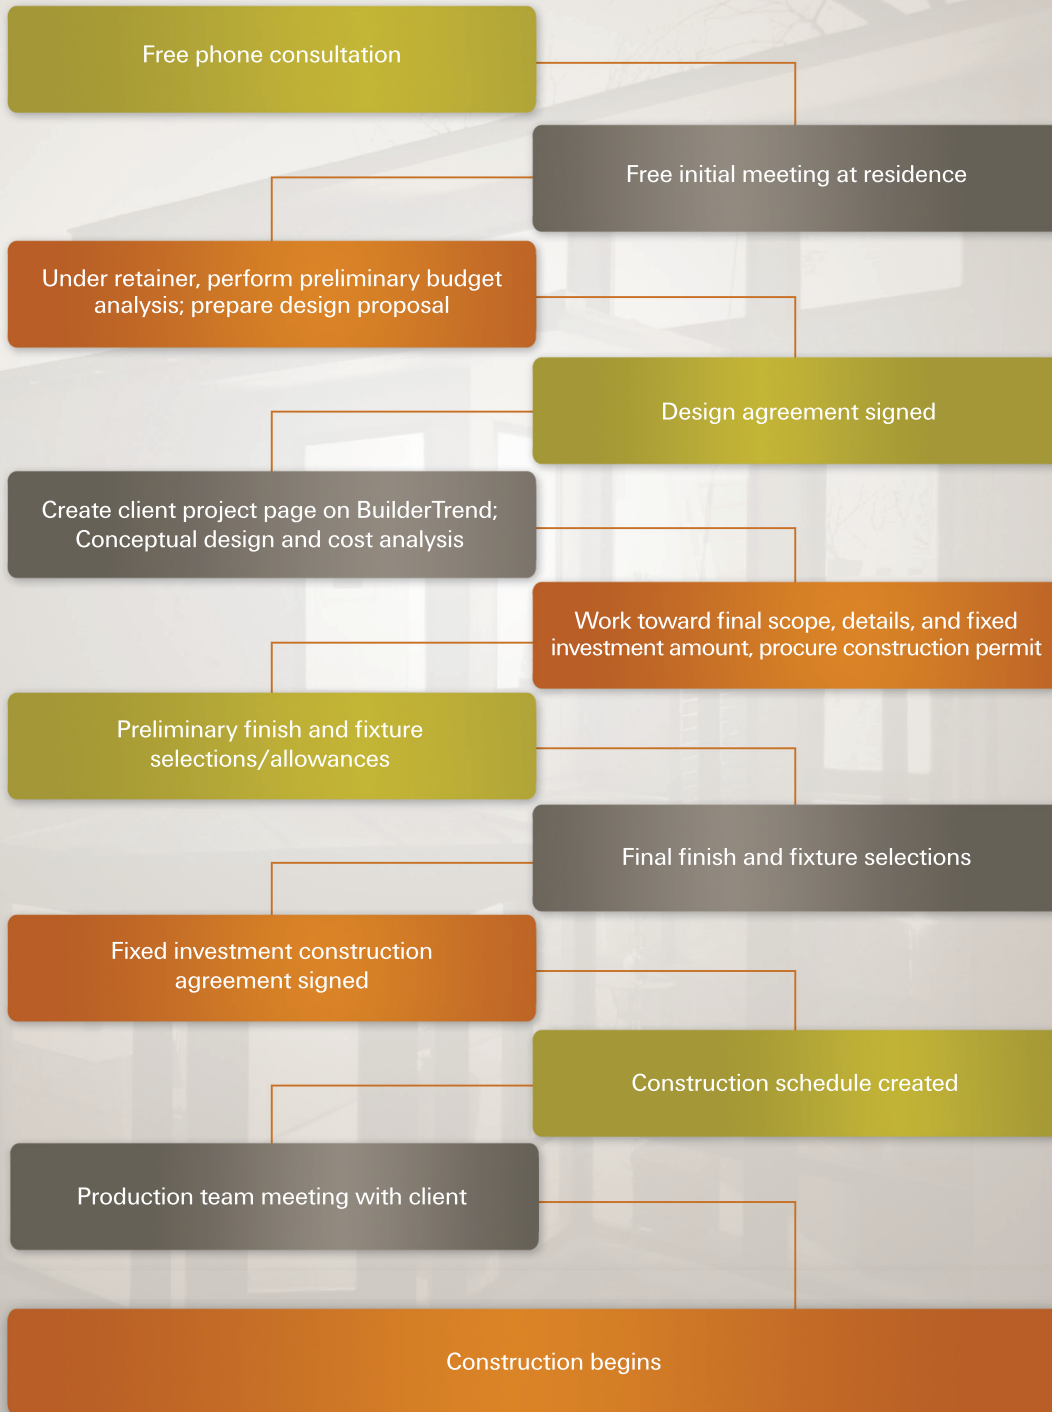 Free phone consultation
Free initial meeting at residence
Under retainer, perform preliminary budget
analysis; prepare design proposal
Design agreement signed
Create client project page on BuilderTrend;
Conceptual design and cost analysis
Work toward final scope, details, and fixed
investment amount, procure construction permit
Preliminary finish and fixture
selections/allowances
Final finish and fixture selections
Fixed investment construction
agreement signed
Construction schedule created
Production team meeting with client
Construction begins